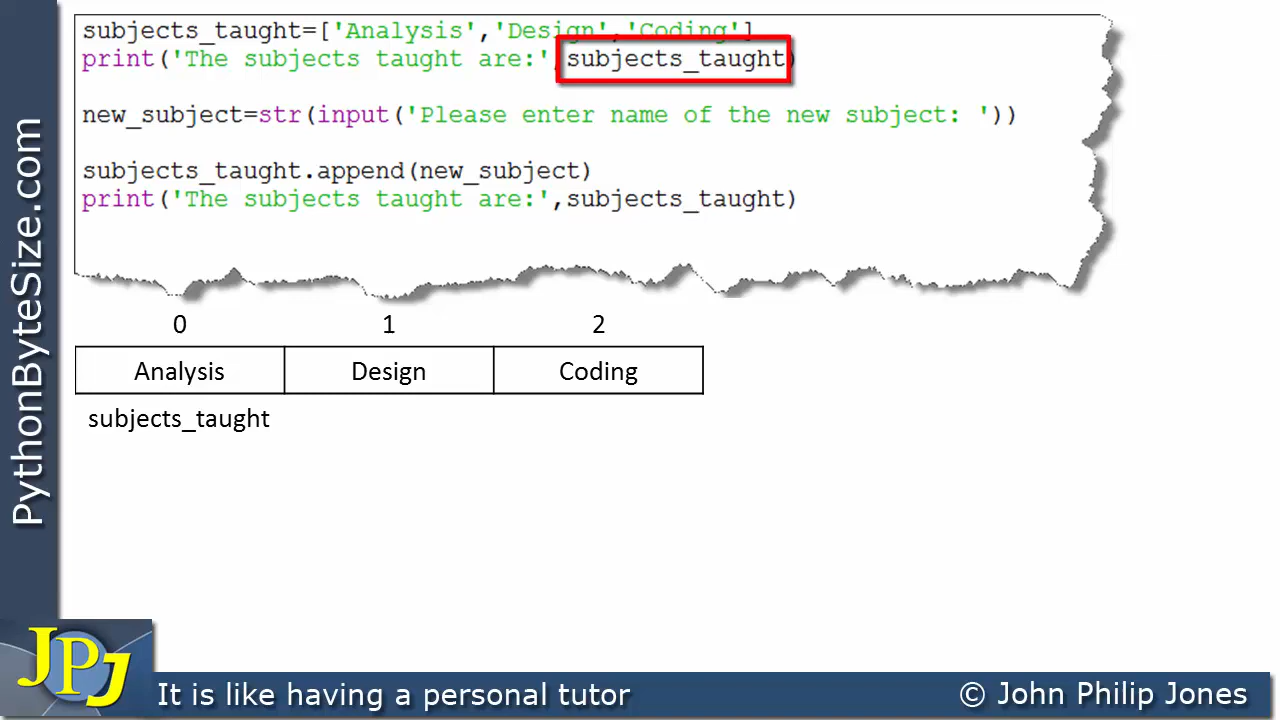 subjects_taught=['Analysis','Design','Coding']
print('The subjects taught are:',subjects_taught)
new_subject=str(input('Please enter name of the new subject: '))
subjects_taught.append(new_subject)
print('The subjects taught are:',subjects_taught)
0 1 2
Analysis Design Coding
subjects_taught
PythonByteSize.com
JPJ
It is like having a personal tutor
© John Philip Jones